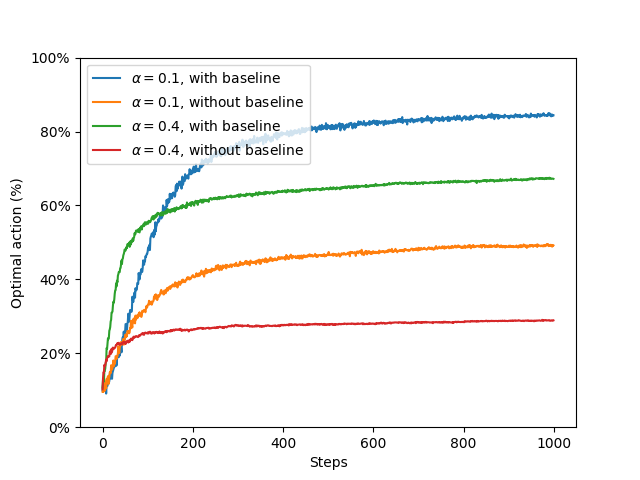 100%
80%
60%
40%
20%
0%
Optimal action (%)
α = 0.1, with baseline
α = 0.1, without baseline
α = 0.4, with baseline
α = 0.4, without baseline
0 200 400 600 800 1000
Steps